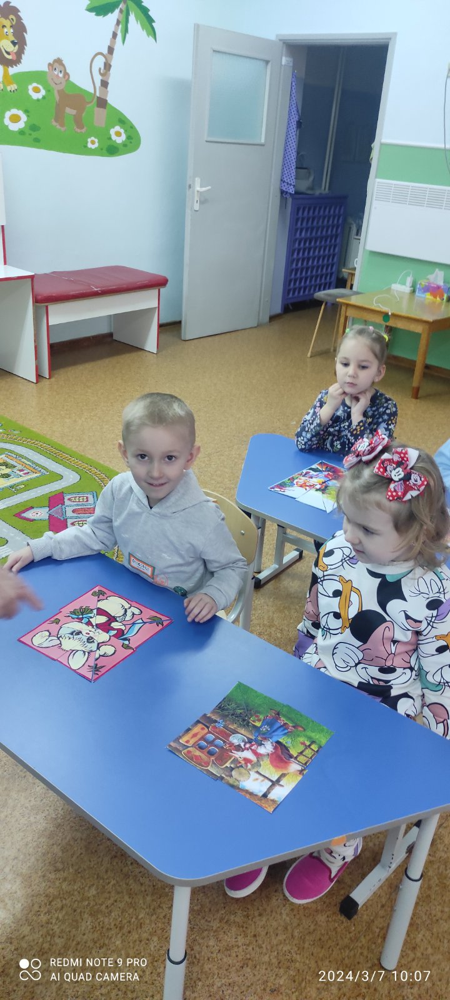 REDMI NOTE 9 PRO
AI QUAD CAMERA
2024/3/7 10:07